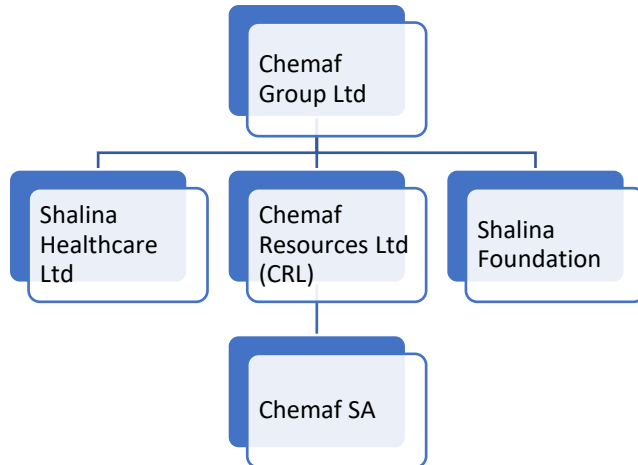 Chemaf
Group Ltd
Shalina
Healthcare
Ltd
Chemaf
Resources Ltd
(CRL)
Shalina
Foundation
Chemaf SA